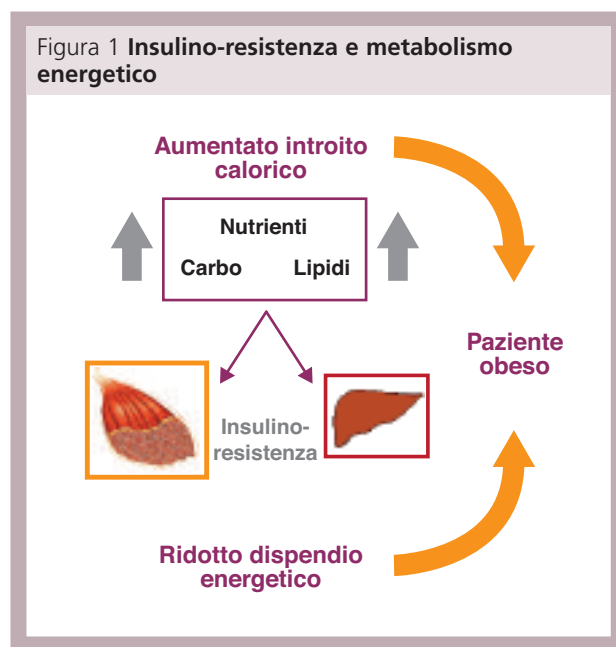 Figura 1 Insulino-resistenza e metabolismo
energetico
Aumentato introito
calorico
Nutrienti
Carbo Lipidi
Paziente
obeso
Insulino-
resistenza
Ridotto dispendio
energetico